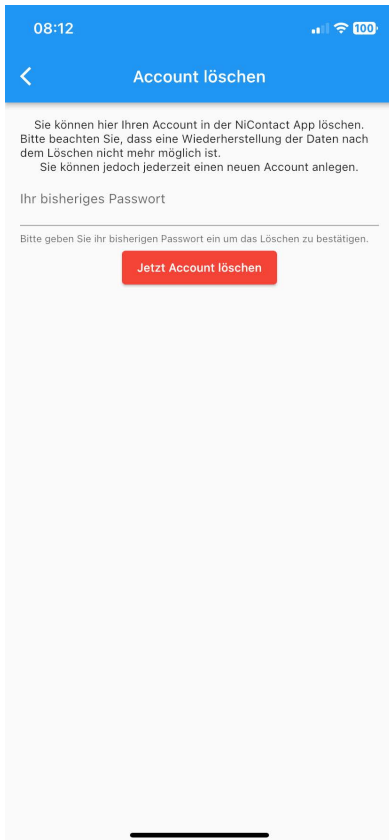 08:12
100
Account löschen
Sie können hier Ihren Account in der NiContact App löschen.
Bitte beachten Sie, dass eine Wiederherstellung der Daten nach
dem Löschen nicht mehr möglich ist.
Sie können jedoch jederzeit einen neuen Account anlegen.
Ihr bisheriges Passwort
Bitte geben Sie ihr bisherigen Passwort ein um das Löschen zu bestätigen.
Jetzt Account löschen